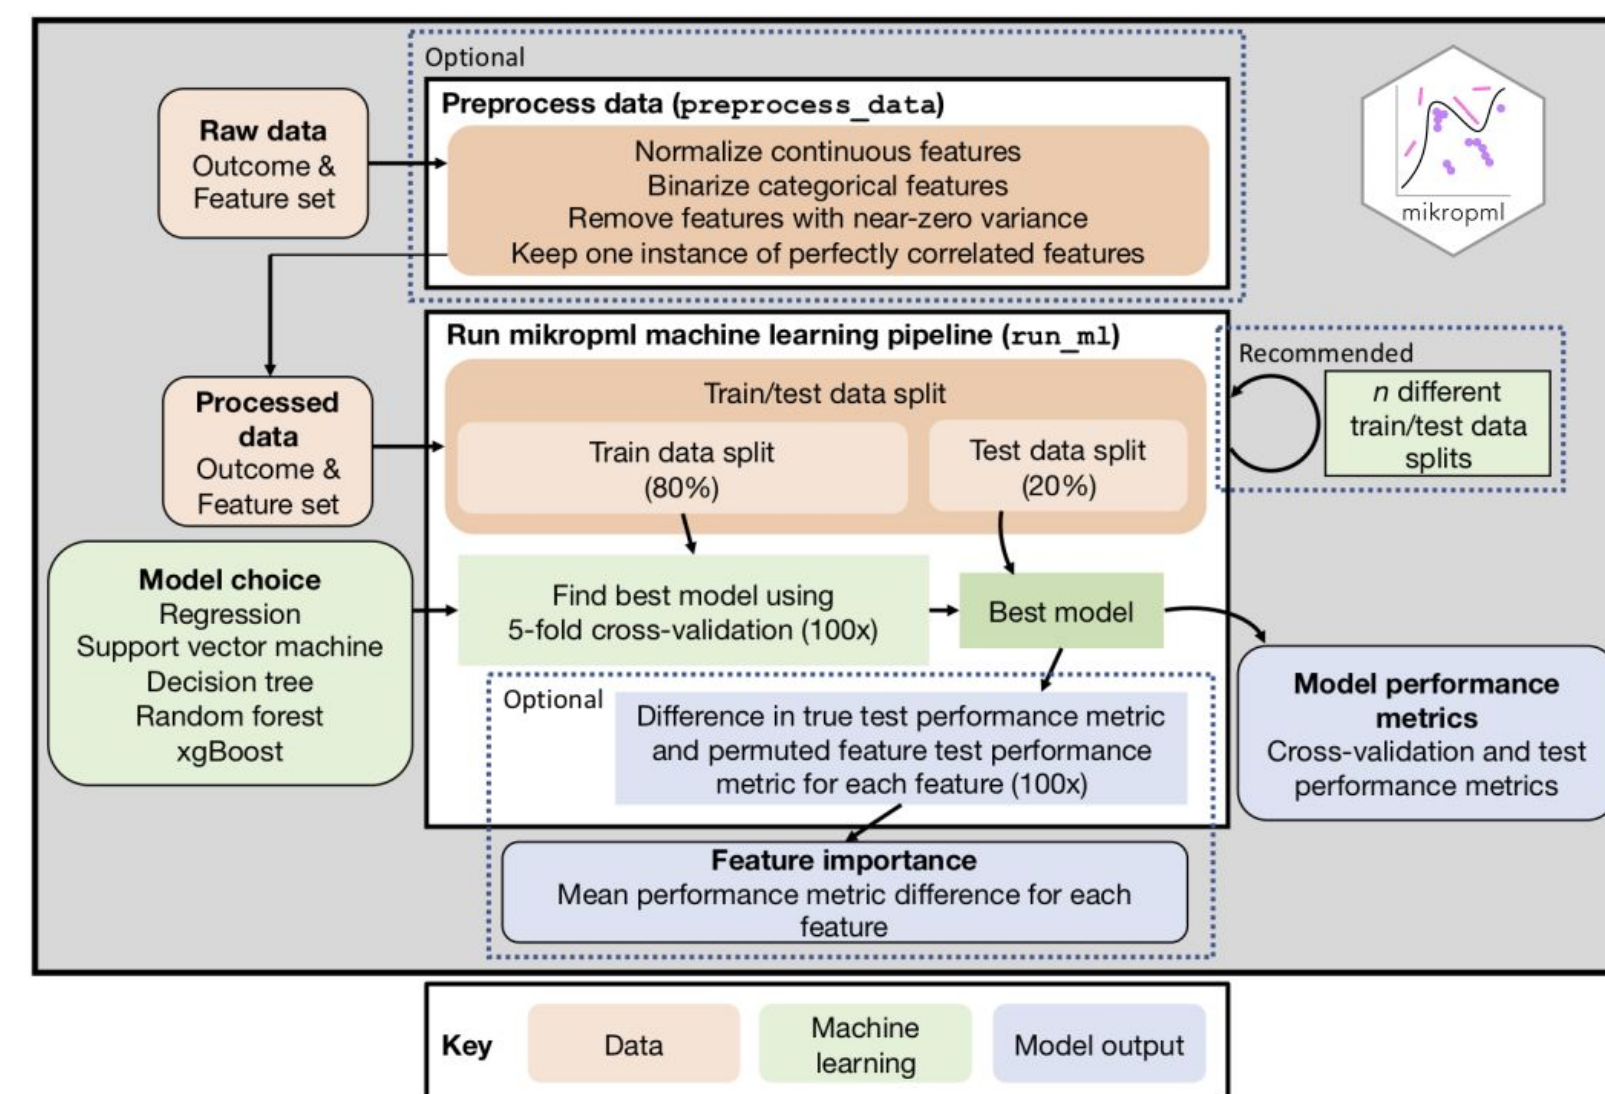 Optional
Preprocess data (preprocess_data)
Raw data
Outcome &
Feature set
Normalize continuous features
Binarize categorical features
Remove features with near-zero variance
Keep one instance of perfectly correlated features
mikropml
Run mikropml machine learning pipeline (run_ml)
Recommended
n different
train/test data
splits
Processed
data
Outcome &
Feature set
Train/test data split
Train data split
(80%)
Test data split
(20%)
Model choice
Regression
Support vector machine
Decision tree
Random forest
xgBoost
Find best model using
5-fold cross-validation (100x)
Best model
Model performance
metrics
Cross-validation and test
performance metrics
Optional
Difference in true test performance metric
and permuted feature test performance
metric for each feature (100x)
Feature importance
Mean performance metric difference for each
feature
Key
Data
Machine
learning
Model output